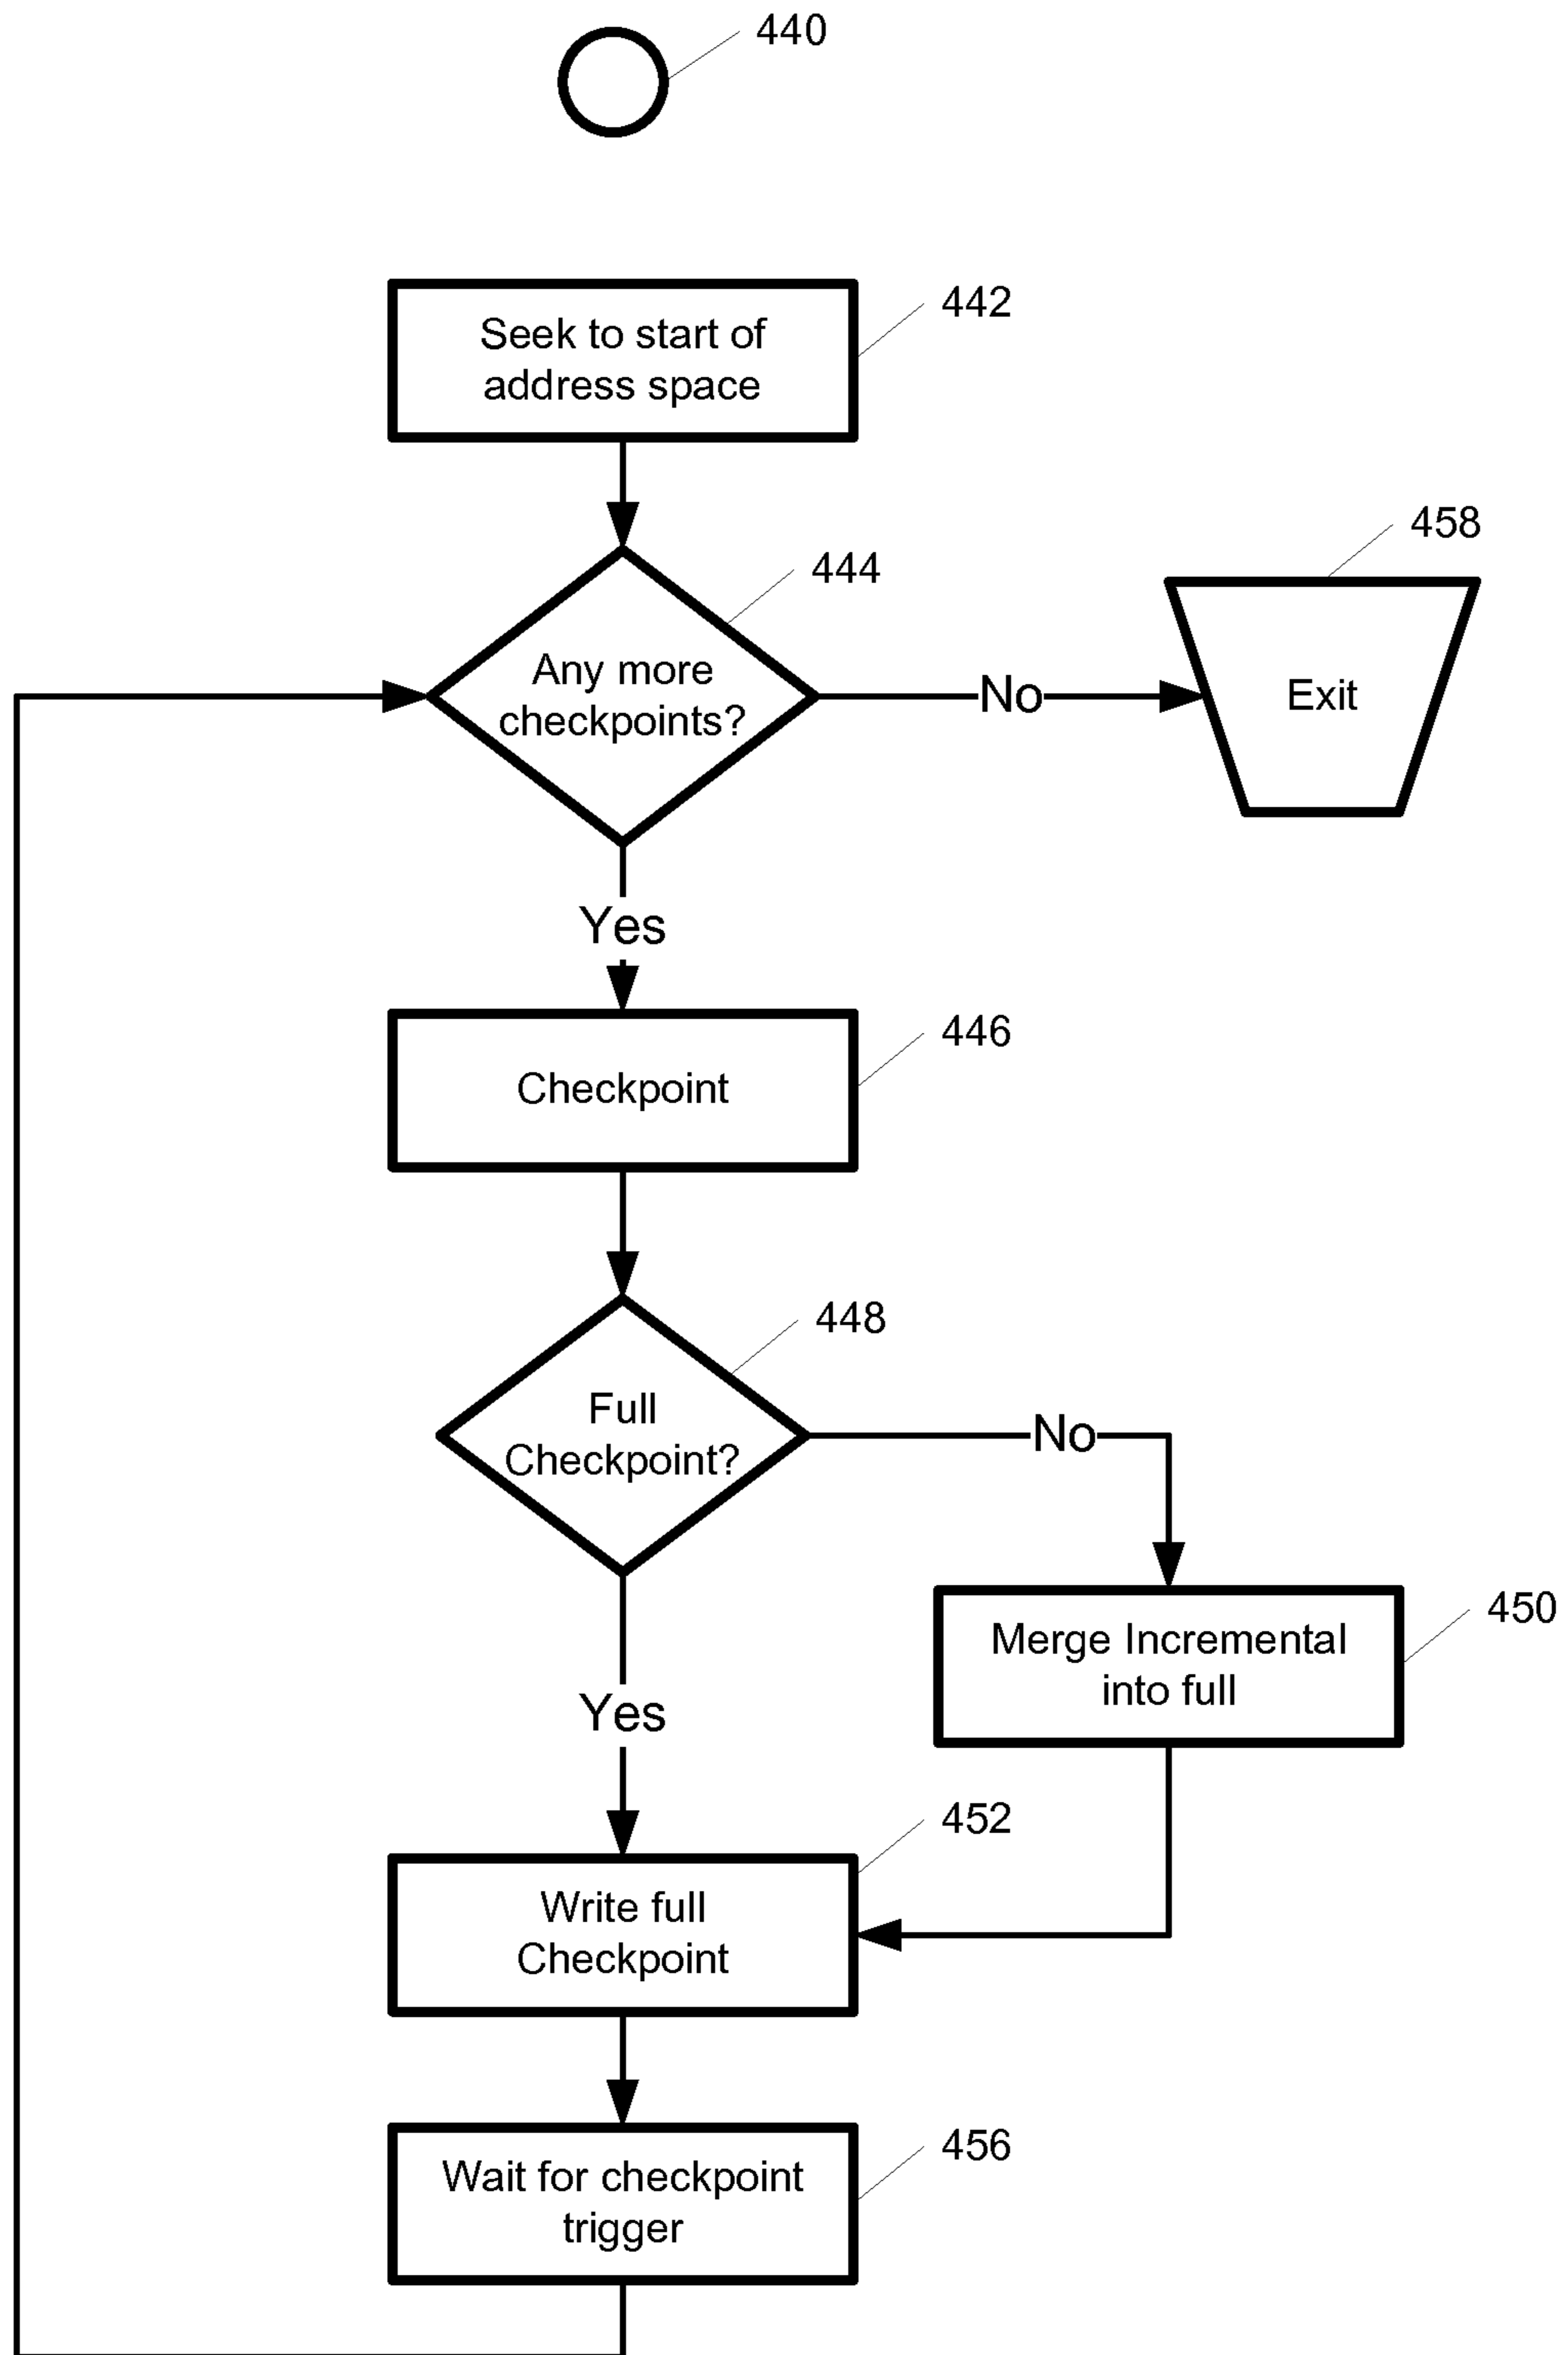 440
442
Seek to start of
address space
458
444
Any more
checkpoints?
No
Exit
Yes
446
Checkpoint
448
Full
Checkpoint?
No
450
Merge Incremental
into full
Yes
452
Write full
Checkpoint
456
Wait for checkpoint
trigger